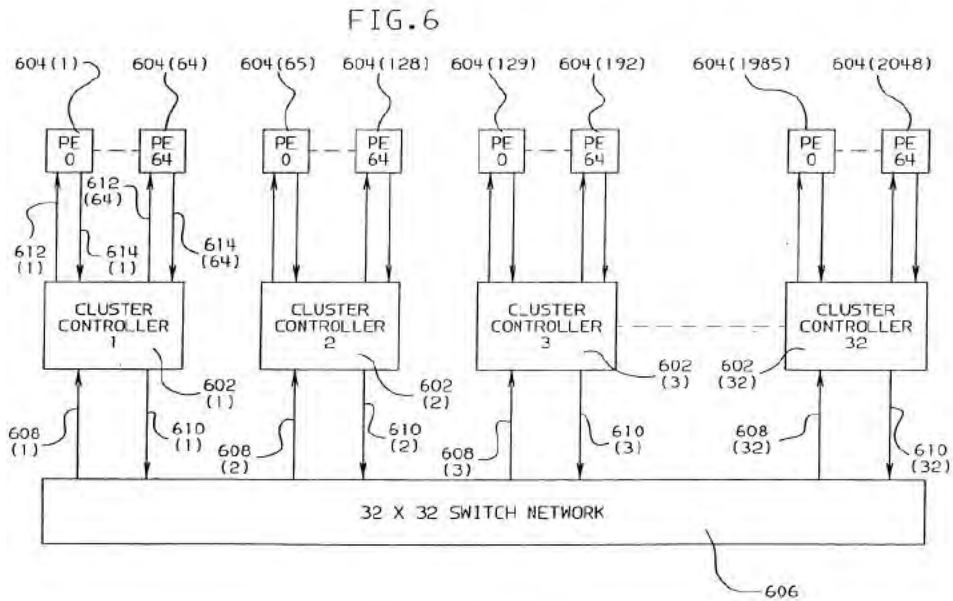 FIG.6
604(1) 604(64) 604(65) 604(128) 604(129) 604(192) 604(1985) 604(2048)
PE
0
PE
64
PE
0
PE
64
PE
0
PE
64
PE
0
PE
64
612
(64)
612
(1)
614
(1)
614
(64)
CLUSTER
CONTROLLER
1
CLUSTER
CONTROLLER
2
CLUSTER
CONTROLLER
3
CLUSTER
CONTROLLER
32
602
(1)
602
(2)
602
(3)
602
(32)
608
(1)
610
(1)
608
(2)
610
(2)
608
(3)
610
(3)
608
(32)
610
(32)
32 X 32 SWITCH NETWORK
606